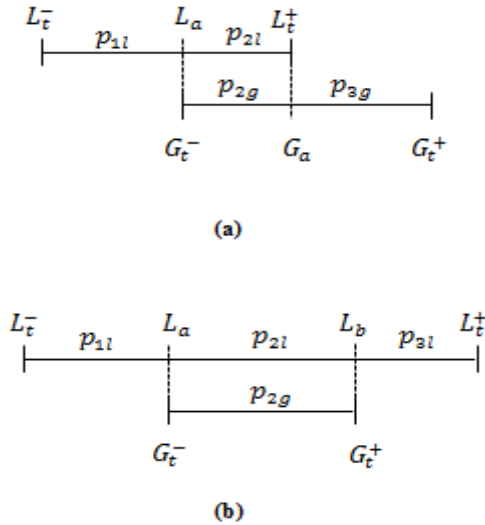 L_t^- L_a L_t^+
p_{1l} p_{2l}
p_{2g} p_{3g}
G_t^- G_a G_t^+
(a)
L_t^- L_a L_b L_t^+
p_{1l} p_{2l} p_{3l}
p_{2g}
G_t^- G_t^+
(b)